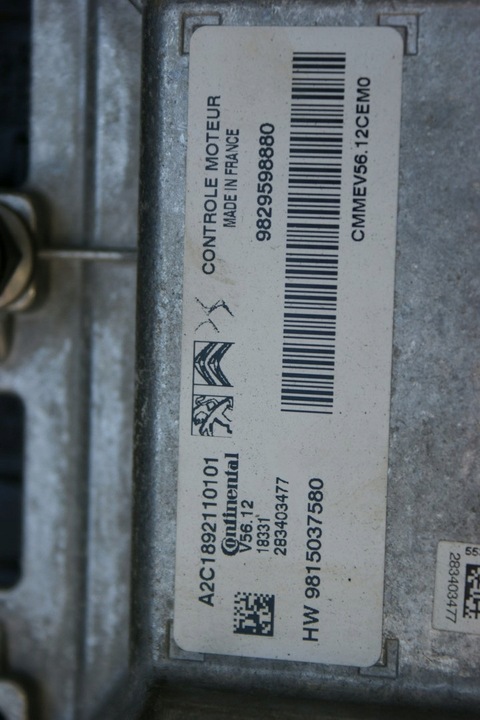 A2C1892110101
Continental
V56.12
18331
283403477
HW 9815037580
CONTROLE MOTEUR
MADE IN FRANCE
9829598880
CMMEV56.12CEM0
283403477